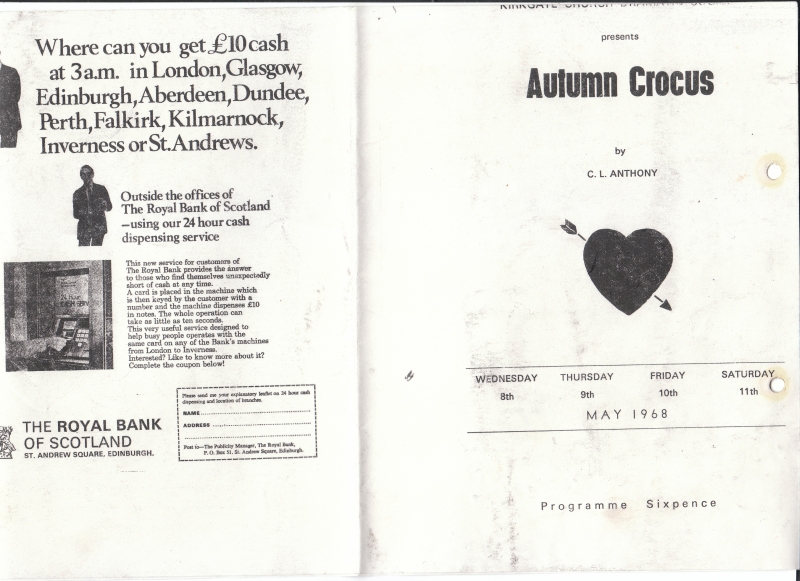 Where can you get £10 cash
at 3 a.m. in London, Glasgow,
Edinburgh, Aberdeen, Dundee,
Perth, Falkirk, Kilmarnock,
Inverness or St. Andrews.
Outside the offices of
The Royal Bank of Scotland
—using our 24 hour cash
dispensing service
This new service for customers of
The Royal Bank provides the answer
to those who find themselves unexpectedly
short of cash at any time.
A card is placed in the machine which
is then keyed by the customer with a
number and the machine dispenses £10
in notes. The whole operation can
take as little as ten seconds.
This very useful service designed to
help busy people operates with the
same card on any of the Bank's machines
from London to Inverness.
Interested? Like to know more about it?
Complete the coupon below!
24 hour
Please send me your explanatory leaflet on 24 hour cash
dispensing and location of branches.
NAME
ADDRESS
Post to—The Publicity Manager, The Royal Bank,
P. O. Box 51, St. Andrew Square, Edinburgh.
THE ROYAL BANK
OF SCOTLAND
ST. ANDREW SQUARE, EDINBURGH.
KIRKGATE CHURCH
presents
Autumn Crocus
by
C. L. ANTHONY
WEDNESDAY THURSDAY FRIDAY SATURDAY
8th 9th 10th 11th
MAY 1968
Programme Sixpence